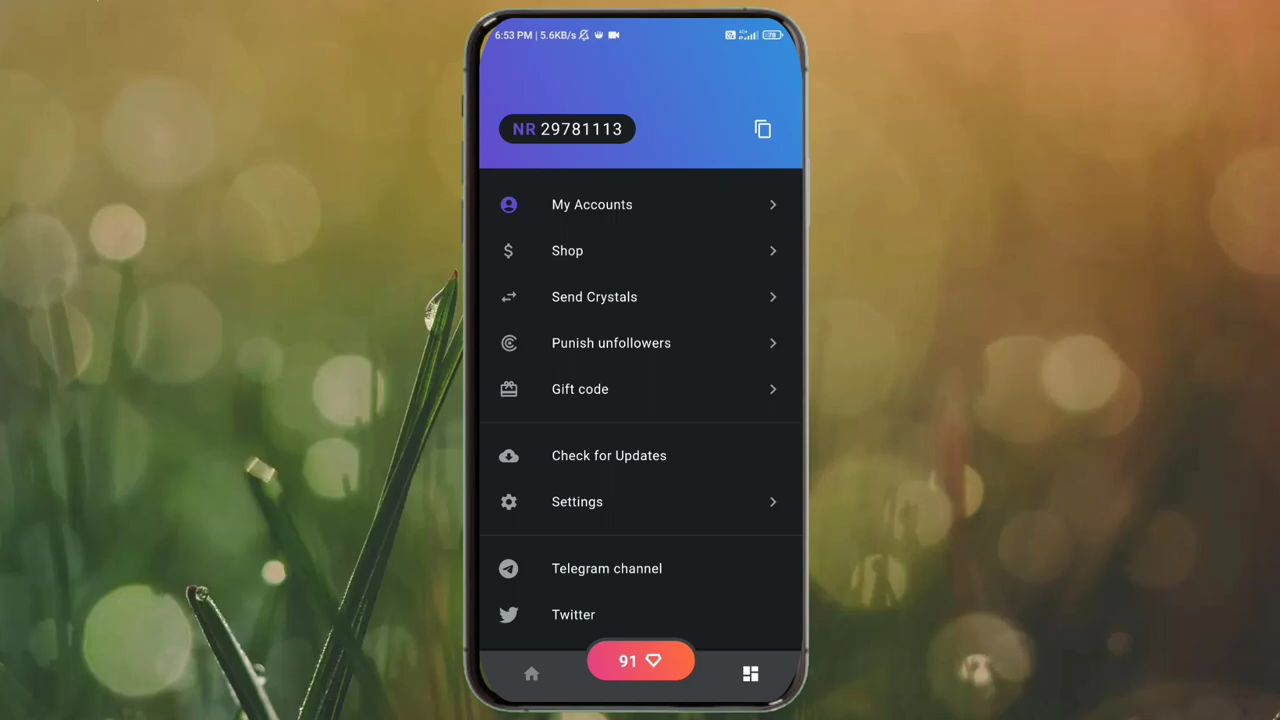 6:53 PM | 5.6KB/s
NR 29781113
My Accounts
Shop
Send Crystals
Punish unfollowers
Gift code
Check for Updates
Settings
Telegram channel
Twitter
91